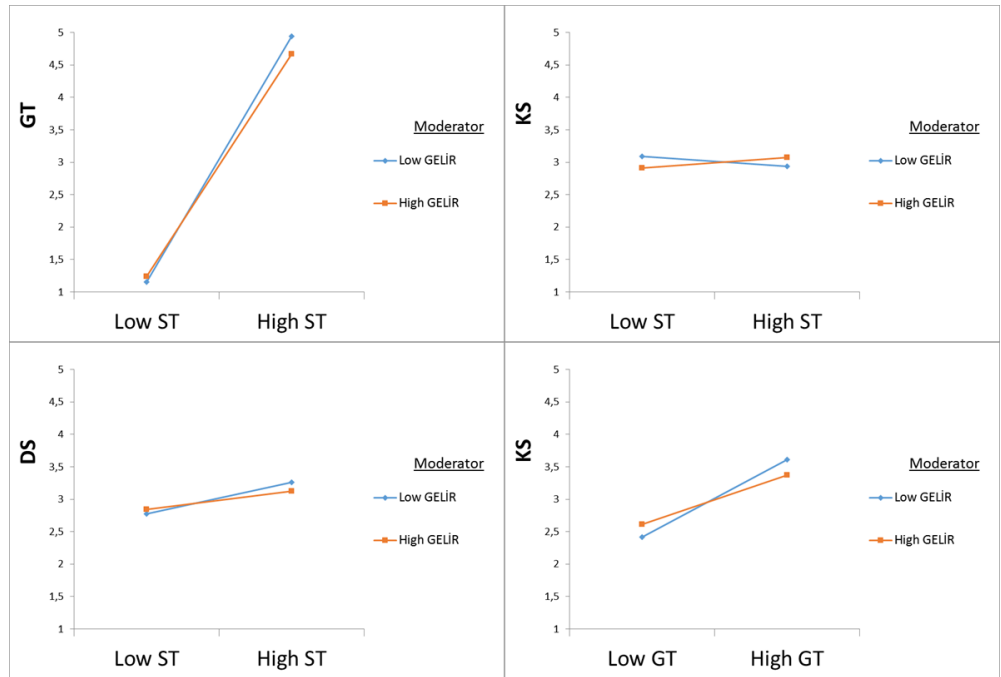 GT
5
4,5
4
3,5
3
2,5
2
1,5
1
Low ST High ST
Moderator
Low GELİR
High GELİR
KS
5
4,5
4
3,5
3
2,5
2
1,5
1
Low ST High ST
Moderator
Low GELİR
High GELİR
DS
5
4,5
4
3,5
3
2,5
2
1,5
1
Low ST High ST
Moderator
Low GELİR
High GELİR
KS
5
4,5
4
3,5
3
2,5
2
1,5
1
Low GT High GT
Moderator
Low GELİR
High GELİR